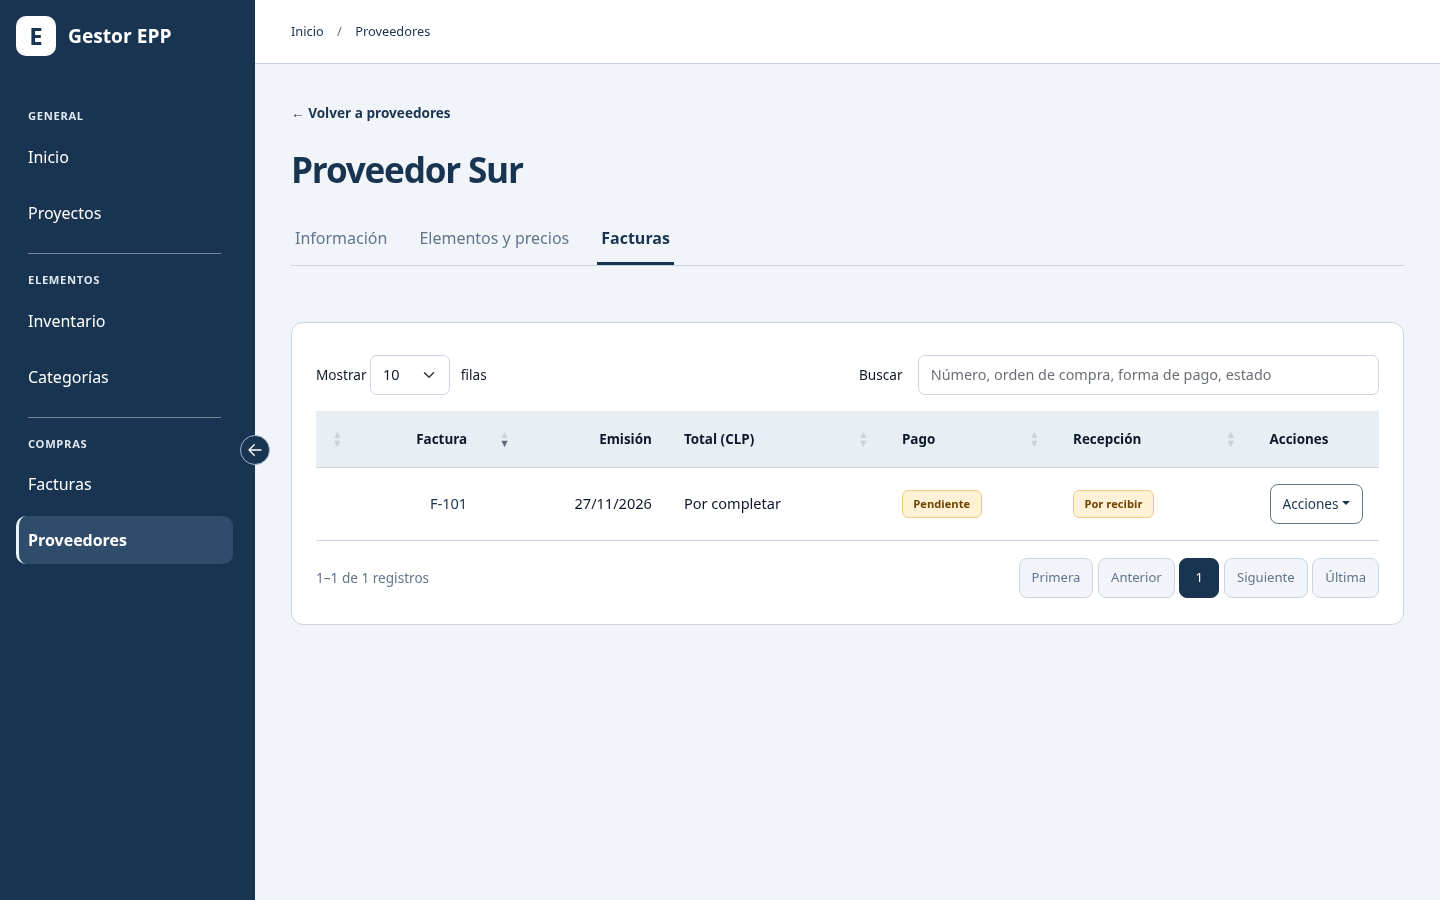 E Gestor EPP
GENERAL
Inicio
Proyectos
ELEMENTOS
Inventario
Categorías
COMPRAS
Facturas
Proveedores
Inicio / Proveedores
← Volver a proveedores
Proveedor Sur
Información Elementos y precios Facturas
Mostrar 10 filas Buscar Número, orden de compra, forma de pago, estado
Factura Emisión Total (CLP) Pago Recepción Acciones
F-101 27/11/2026 Por completar Pendiente Por recibir Acciones
1–1 de 1 registros Primera Anterior 1 Siguiente Última